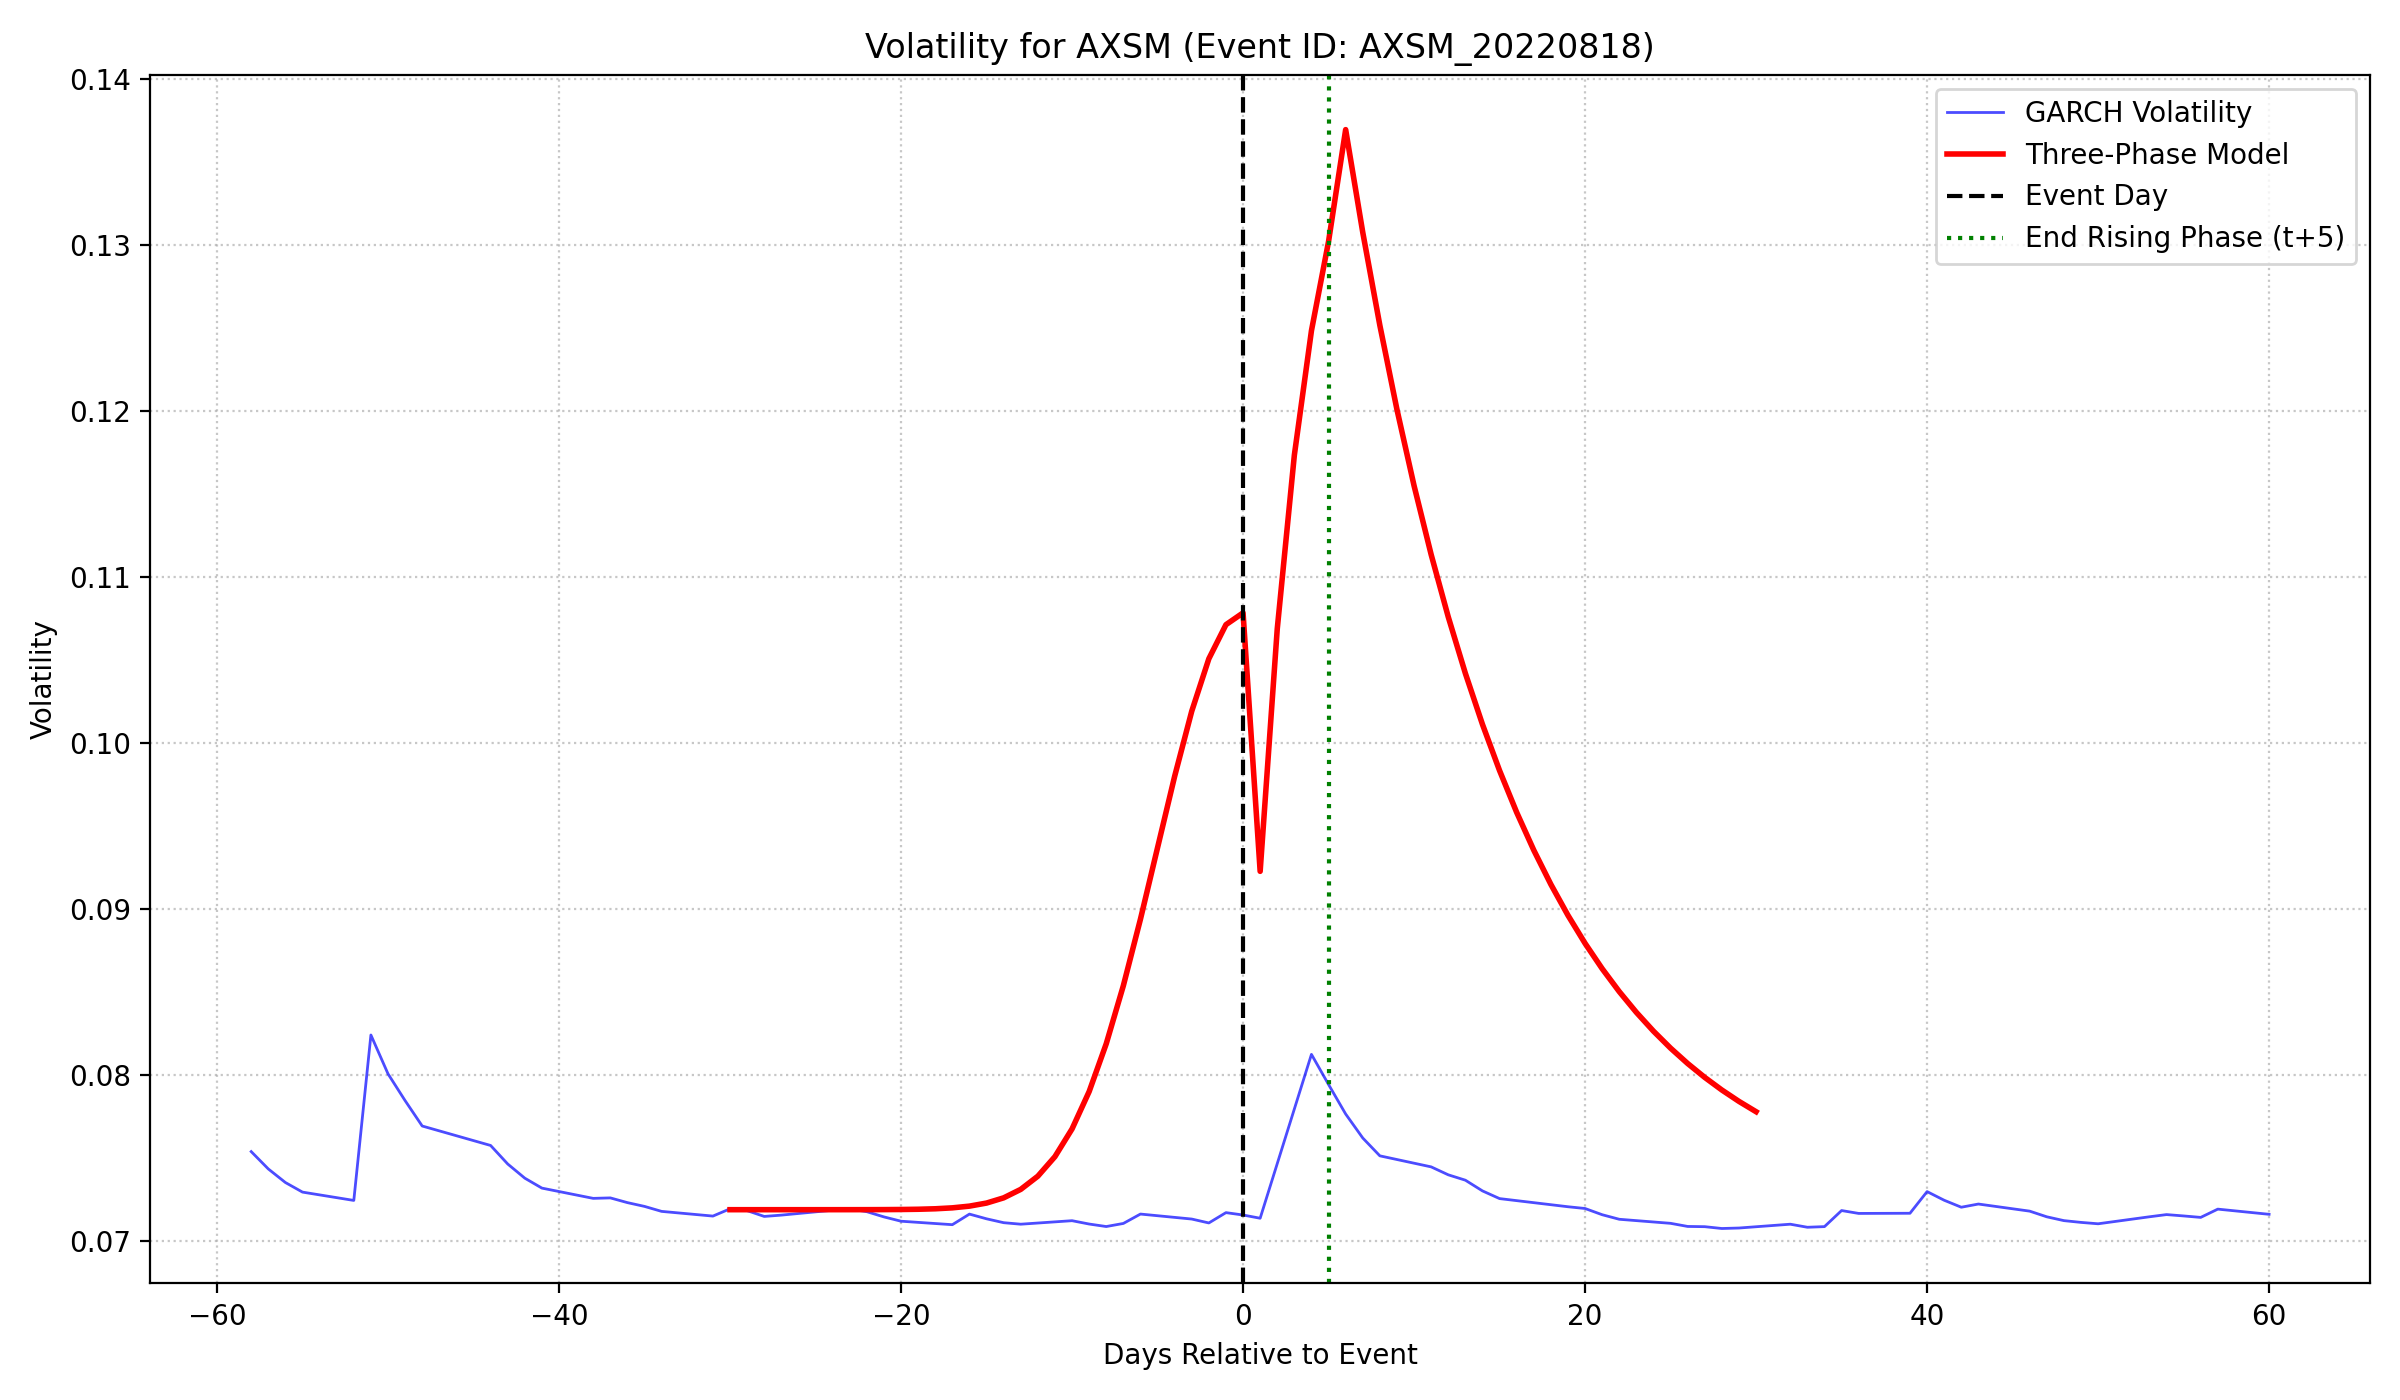 Volatility for AXSM (Event ID: AXSM_20220818)
GARCH Volatility
Three-Phase Model
Event Day
End Rising Phase (t+5)
Volatility
0.14
0.13
0.12
0.11
0.10
0.09
0.08
0.07
−60
−40
−20
0
20
40
60
Days Relative to Event